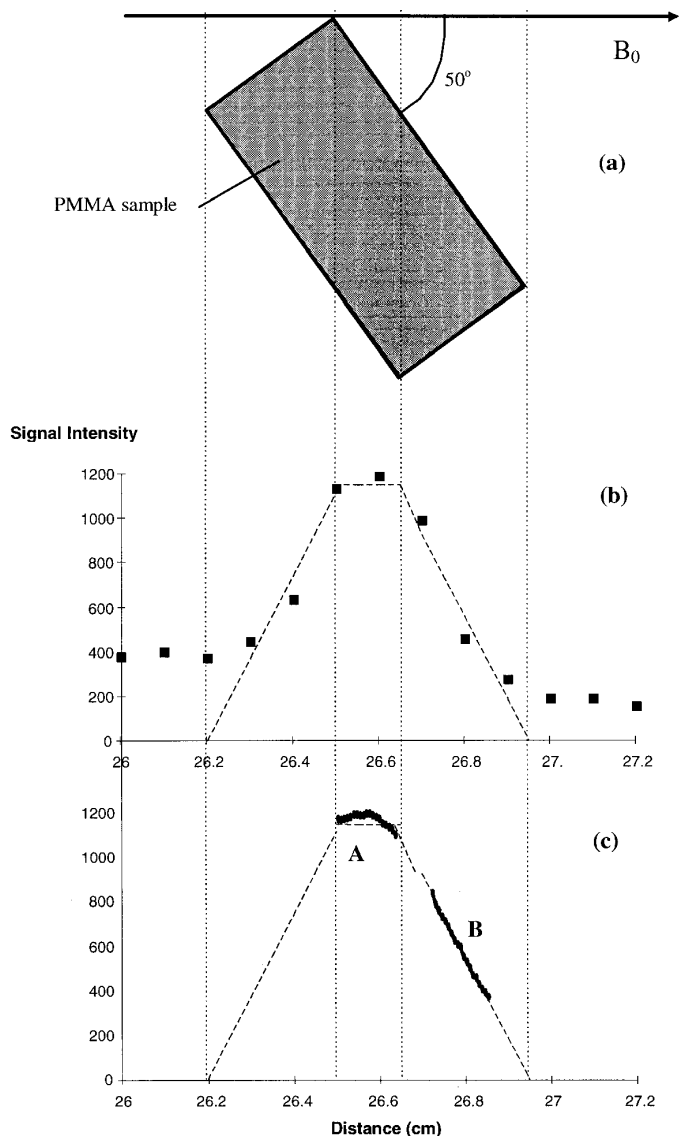 B0
50o
(a)
PMMA sample
Signal Intensity
(b)
1200
1000
800
600
400
200
0
26 26.2 26.4 26.6 26.8 27. 27.2
(c)
1200
1000
800
600
400
200
0
A
B
26 26.2 26.4 26.6 26.8 27 27.2
Distance (cm)